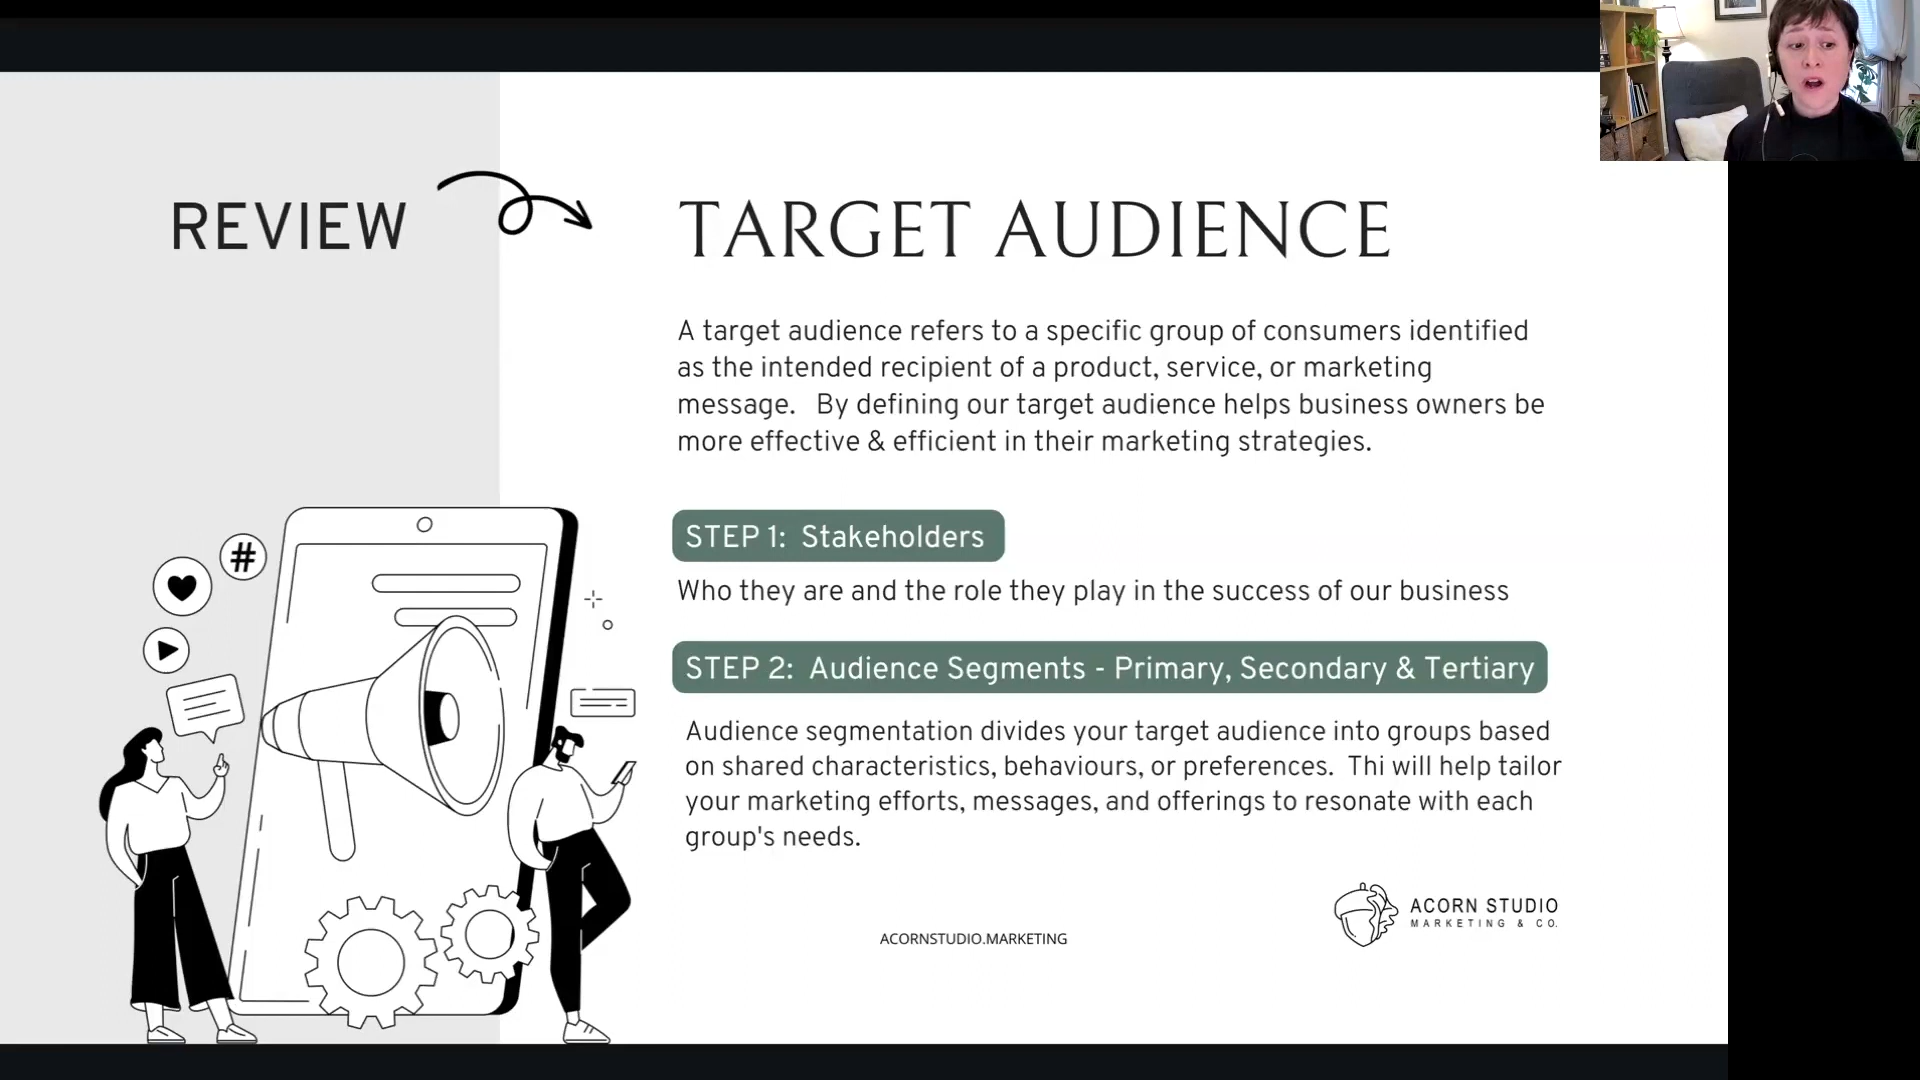 REVIEW
TARGET AUDIENCE
A target audience refers to a specific group of consumers identified
as the intended recipient of a product, service, or marketing
message.   By defining our target audience helps business owners be
more effective & efficient in their marketing strategies.
STEP 1:  Stakeholders
Who they are and the role they play in the success of our business
STEP 2:  Audience Segments - Primary, Secondary & Tertiary
Audience segmentation divides your target audience into groups based
on shared characteristics, behaviours, or preferences.  Thi will help tailor
your marketing efforts, messages, and offerings to resonate with each
group's needs.
#
ACORN STUDIO
MARKETING & CO.
ACORNSTUDIO.MARKETING